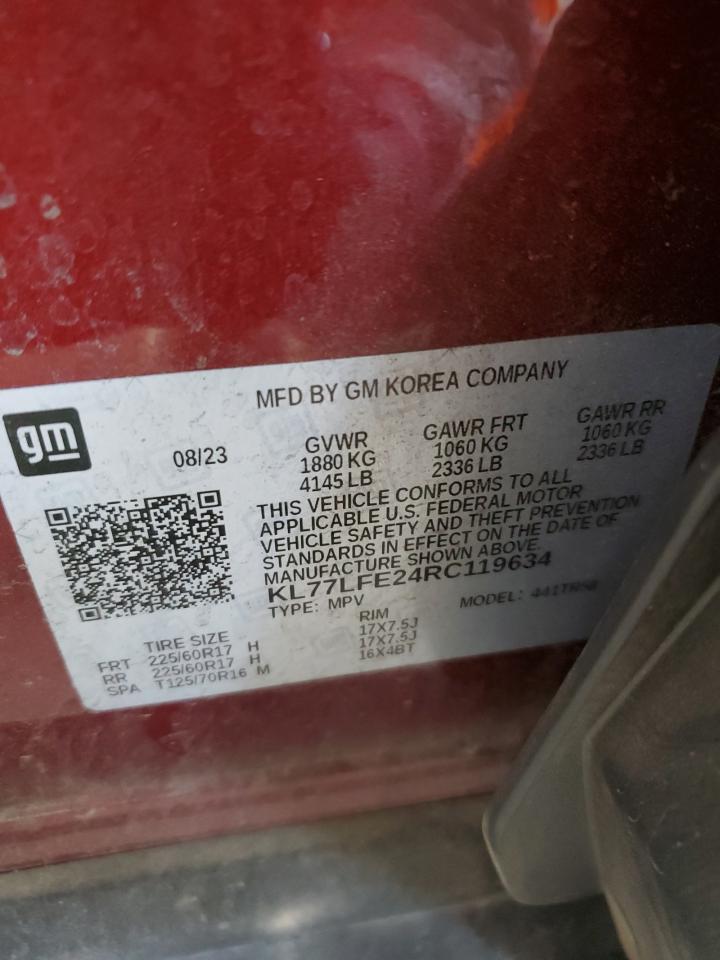 MFD BY GM KOREA COMPANY
gm
08/23
GVWR GAWR FRT GAWR RR
1880 KG 1060 KG 1060 KG
4145 LB 2336 LB 2336 LB
THIS VEHICLE CONFORMS TO ALL
APPLICABLE U.S. FEDERAL MOTOR
VEHICLE SAFETY AND THEFT PREVENTION
STANDARDS IN EFFECT ON THE DATE OF
MANUFACTURE SHOWN ABOVE.
KL77LFE24RC119634
TYPE: MPV MODEL:
TIRE SIZE RIM
FRT 225/60R17 H 17X7.5J
RR 225/60R17 H 17X7.5J
SPA T125/70R16 M 16X4BT